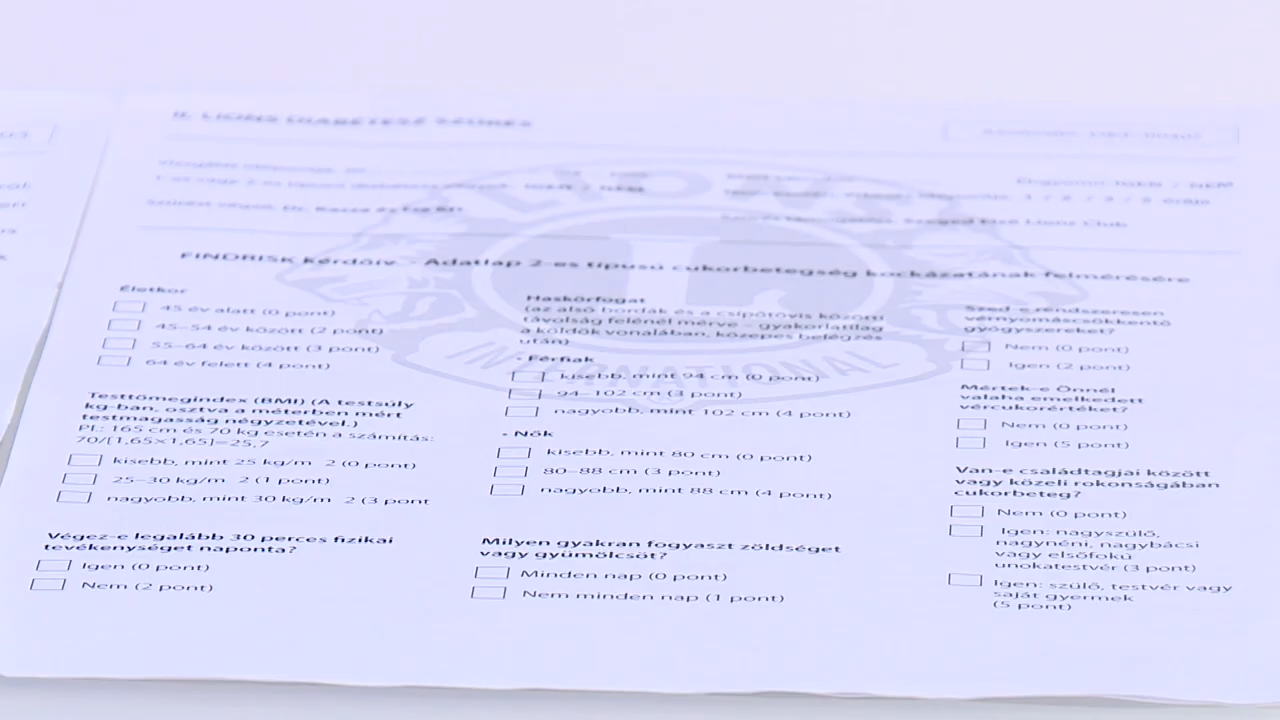 II. LIONS DIABÉTESZ SZŰRÉS
LIONS
INTERNATIONAL
FINDRISK kérdőív – Adatlap 2-es típusú cukorbetegség kockázatának felmérésére
Életkor
45 év alatt (0 pont)
45–54 év között (2 pont)
55–64 év között (3 pont)
64 év felett (4 pont)
Testtömegindex (BMI) (A testsúly
kg-ban, osztva a méterben mért
testmagasság négyzetével.)
Pl.: 165 cm és 70 kg esetén a számítás:
70/[1,65×1,65]=25,7
kisebb, mint 25 kg/m 2 (0 pont)
25–30 kg/m 2 (1 pont)
nagyobb, mint 30 kg/m 2 (3 pont
Végez-e legalább 30 perces fizikai
tevékenységet naponta?
Igen (0 pont)
Nem (2 pont)
Haskörfogat
(az alsó bordák és a csípőtövis közötti
távolság felénél mérve – gyakorlatilag
a köldök vonalában, közepes belégzés
után)
• Férfiak
kisebb, mint 94 cm (0 pont)
94–102 cm (3 pont)
nagyobb, mint 102 cm (4 pont)
• Nők
kisebb, mint 80 cm (0 pont)
80–88 cm (3 pont)
nagyobb, mint 88 cm (4 pont)
Milyen gyakran fogyaszt zöldséget
vagy gyümölcsöt?
Minden nap (0 pont)
Nem minden nap (1 pont)
Szed-e rendszeresen
vérnyomáscsökkentő
gyógyszereket?
Nem (0 pont)
Igen (2 pont)
Mértek-e Önnél
valaha emelkedett
vércukorértéket?
Nem (0 pont)
Igen (5 pont)
Van-e családtagjai között
vagy közeli rokonságában
cukorbeteg?
Nem (0 pont)
Igen: nagyszülő,
nagynéni, nagybácsi
vagy elsőfokú
unokatestvér (3 pont)
Igen: szülő, testvér vagy
saját gyermek
(5 pont)